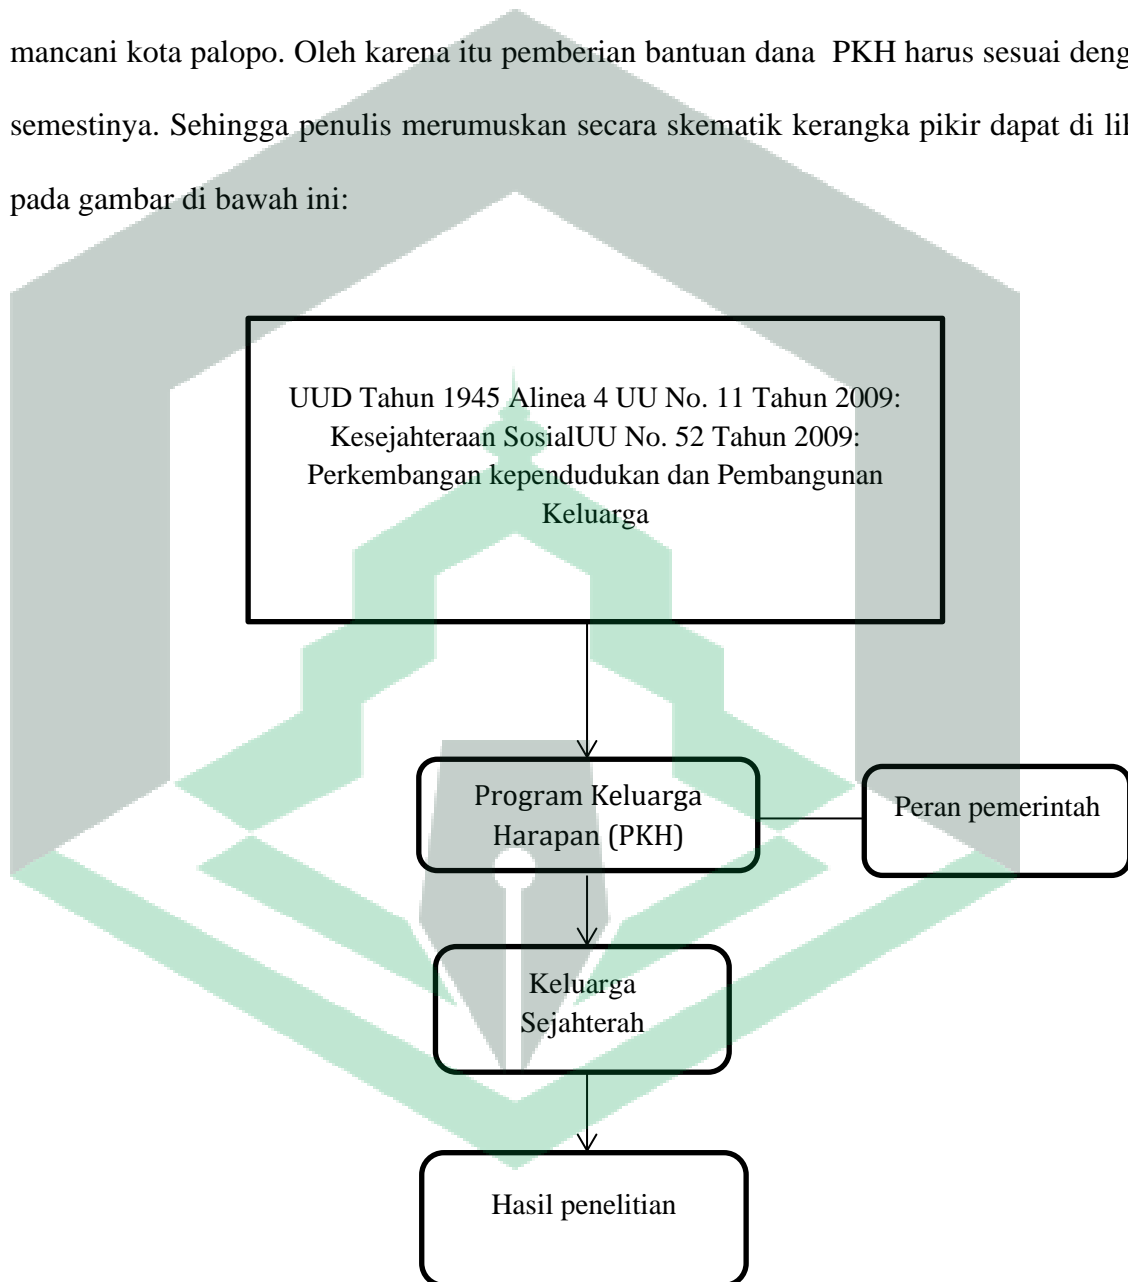 mancani kota palopo. Oleh karena itu pemberian bantuan dana PKH harus sesuai deng
semestinya. Sehingga penulis merumuskan secara skematik kerangka pikir dapat di lih
pada gambar di bawah ini:
UUD Tahun 1945 Alinea 4 UU No. 11 Tahun 2009:
Kesejahteraan SosialUU No. 52 Tahun 2009:
Perkembangan kependudukan dan Pembangunan
Keluarga
Program Keluarga
Harapan (PKH)
Peran pemerintah
Keluarga
Sejahterah
Hasil penelitian